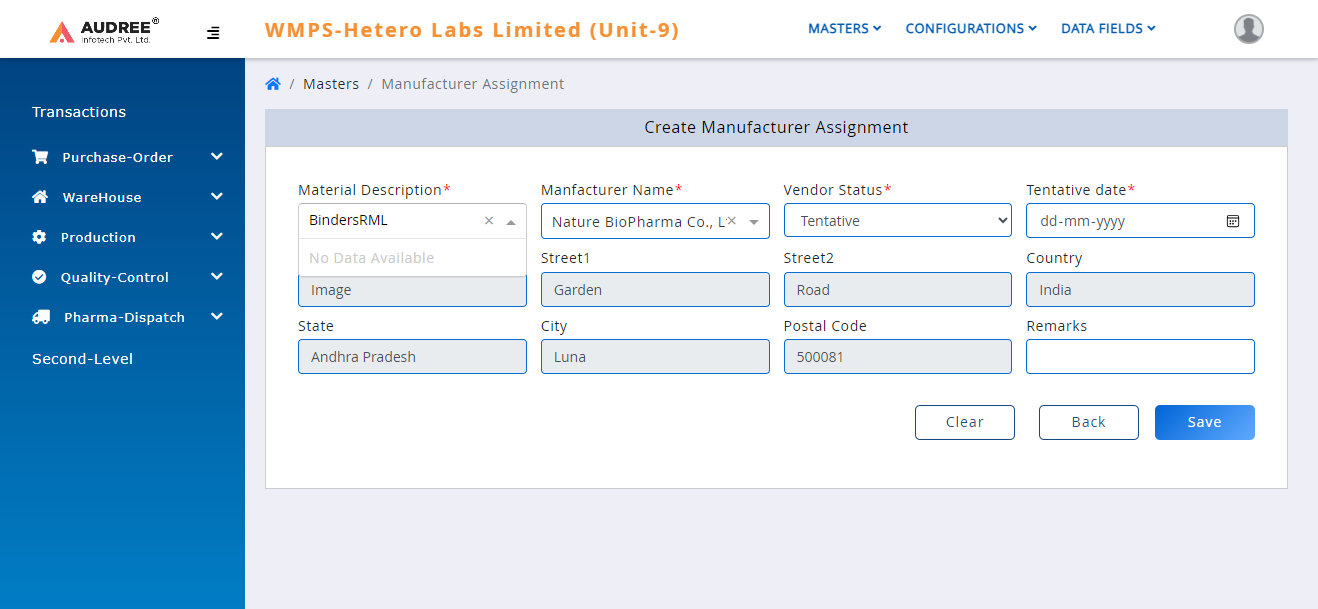 AUDREE®
Infotech Pvt. Ltd.
WMPS-Hetero Labs Limited (Unit-9)
MASTERS
CONFIGURATIONS
DATA FIELDS
Transactions
Purchase-Order
WareHouse
Production
Quality-Control
Pharma-Dispatch
Second-Level
/ Masters / Manufacturer Assignment
Create Manufacturer Assignment
Material Description*
Manfacturer Name*
Vendor Status*
Tentative date*
BindersRML ×
Nature BioPharma Co., L ×
Tentative
dd-mm-yyyy
No Data Available
Street1
Street2
Country
Image
Garden
Road
India
State
City
Postal Code
Remarks
Andhra Pradesh
Luna
500081
Clear
Back
Save